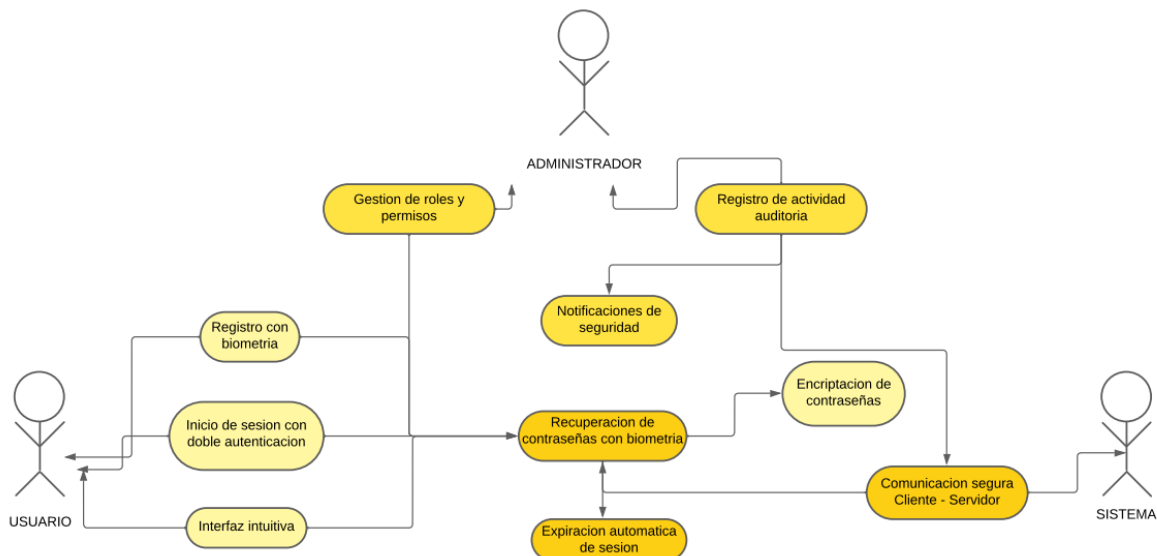 ADMINISTRADOR
Gestion de roles y
permisos
Registro de actividad
auditoria
Notificaciones de
seguridad
Registro con
biometria
Encriptacion de
contraseñas
Inicio de sesion con
doble autenticacion
Recuperacion de
contraseñas con biometria
Comunicacion segura
Cliente - Servidor
USUARIO
Interfaz intuitiva
Expiracion automatica
de sesion
SISTEMA